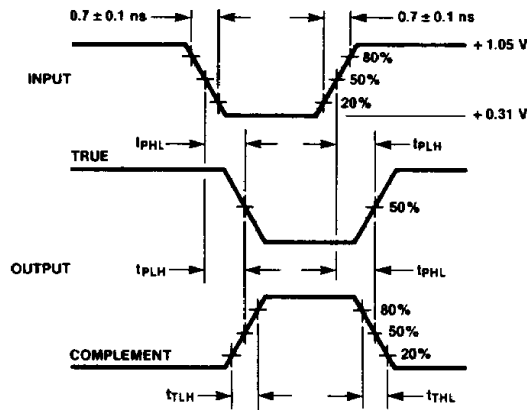 0.7 ± 0.1 ns
0.7 ± 0.1 ns
+ 1.05 V
80%
INPUT
50%
20%
+ 0.31 V
tPHL
tPLH
TRUE
50%
OUTPUT
tPLH
tPHL
80%
50%
COMPLEMENT
20%
tTLH
tTHL